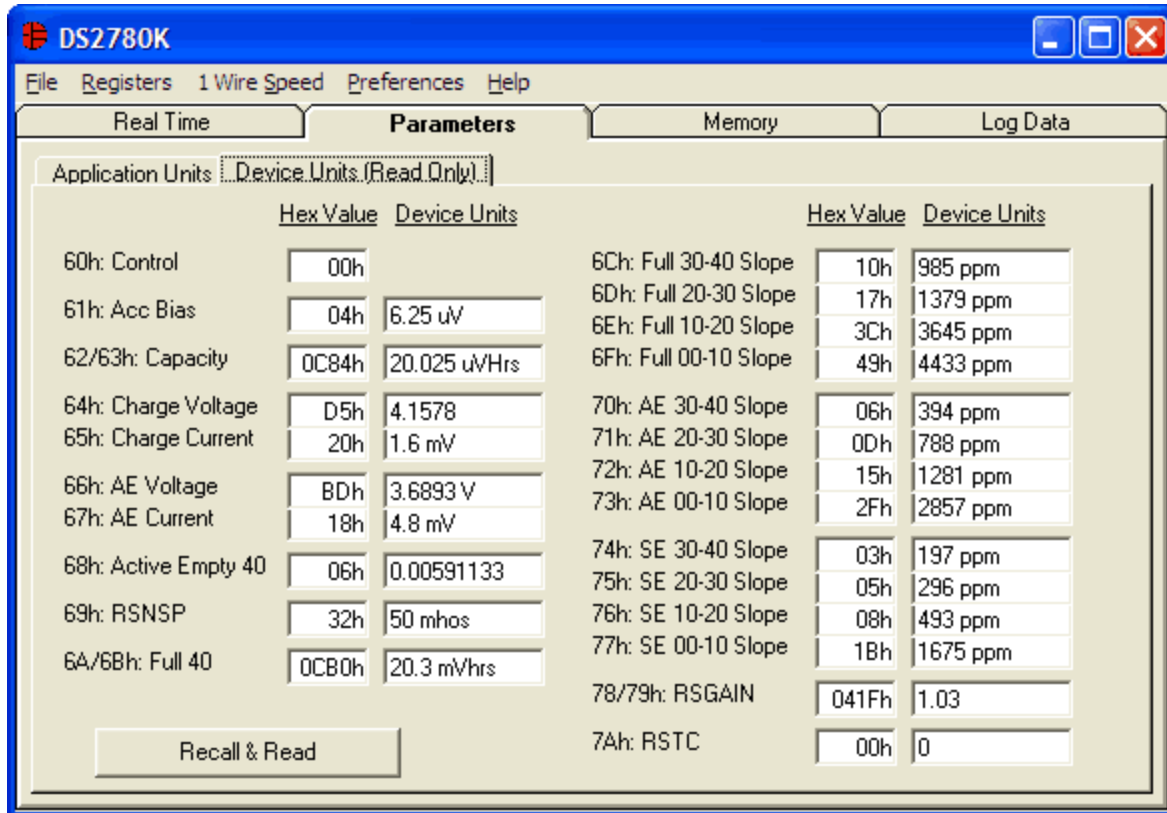 DS2780K
File Registers 1 Wire Speed Preferences Help
Real Time Parameters Memory Log Data
Application Units Device Units (Read Only)
Hex Value Device Units
60h: Control 00h
61h: Acc Bias 04h 6.25 uV
62/63h: Capacity 0C84h 20.025 uVHrs
64h: Charge Voltage D5h 4.1578
65h: Charge Current 20h 1.6 mV
66h: AE Voltage BDh 3.6893 V
67h: AE Current 18h 4.8 mV
68h: Active Empty 40 06h 0.00591133
69h: RSNSP 32h 50 mhos
6A/6Bh: Full 40 0CB0h 20.3 mVhrs
Recall & Read
Hex Value Device Units
6Ch: Full 30-40 Slope 10h 985 ppm
6Dh: Full 20-30 Slope 17h 1379 ppm
6Eh: Full 10-20 Slope 3Ch 3645 ppm
6Fh: Full 00-10 Slope 49h 4433 ppm
70h: AE 30-40 Slope 06h 394 ppm
71h: AE 20-30 Slope 0Dh 788 ppm
72h: AE 10-20 Slope 15h 1281 ppm
73h: AE 00-10 Slope 2Fh 2857 ppm
74h: SE 30-40 Slope 03h 197 ppm
75h: SE 20-30 Slope 05h 296 ppm
76h: SE 10-20 Slope 08h 493 ppm
77h: SE 00-10 Slope 1Bh 1675 ppm
78/79h: RSGAIN 041Fh 1.03
7Ah: RSTC 00h 0